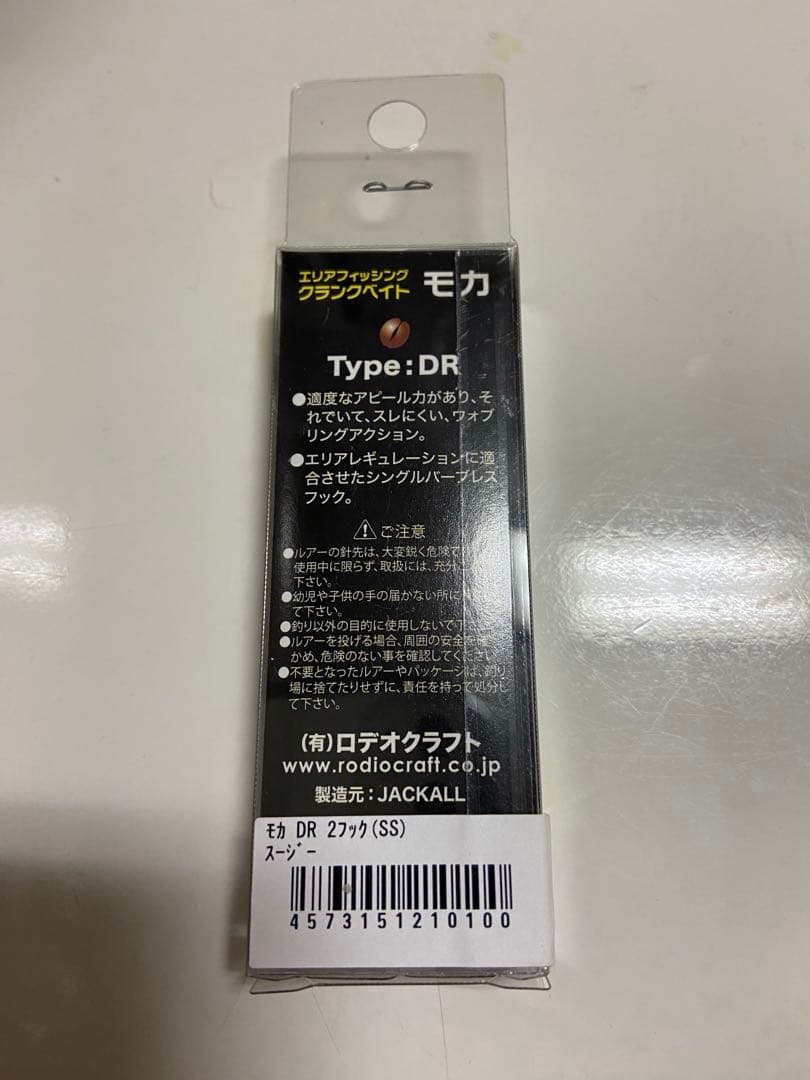 エリアフィッシング
クランクベイト モカ
Type:DR
●適度なアピール力があり、そ
れでいて、スレにくい、ウォブ
リングアクション。
●エリアレギュレーションに適
合させたシングルバーブレス
フック。
ご注意
●ルアーの針先は、大変鋭く危険で
使用中に限らず、取扱には、充分
下さい。
●幼児や子供の手の届かない所に
て下さい。
●釣り以外の目的に使用しないで下さい。
●ルアーを投げる場合、周囲の安全を確
かめ、危険のない事を確認してください。
●不要となったルアーやパッケージは、釣り
場に捨てたりせずに、責任を持って処分し
て下さい。
(有)ロデオクラフト
www.rodiocraft.co.jp
製造元:JACKALL
ﾓｶ DR 2ﾌｯｸ(SS)
ｽｰｼﾞｰ
4573151210100